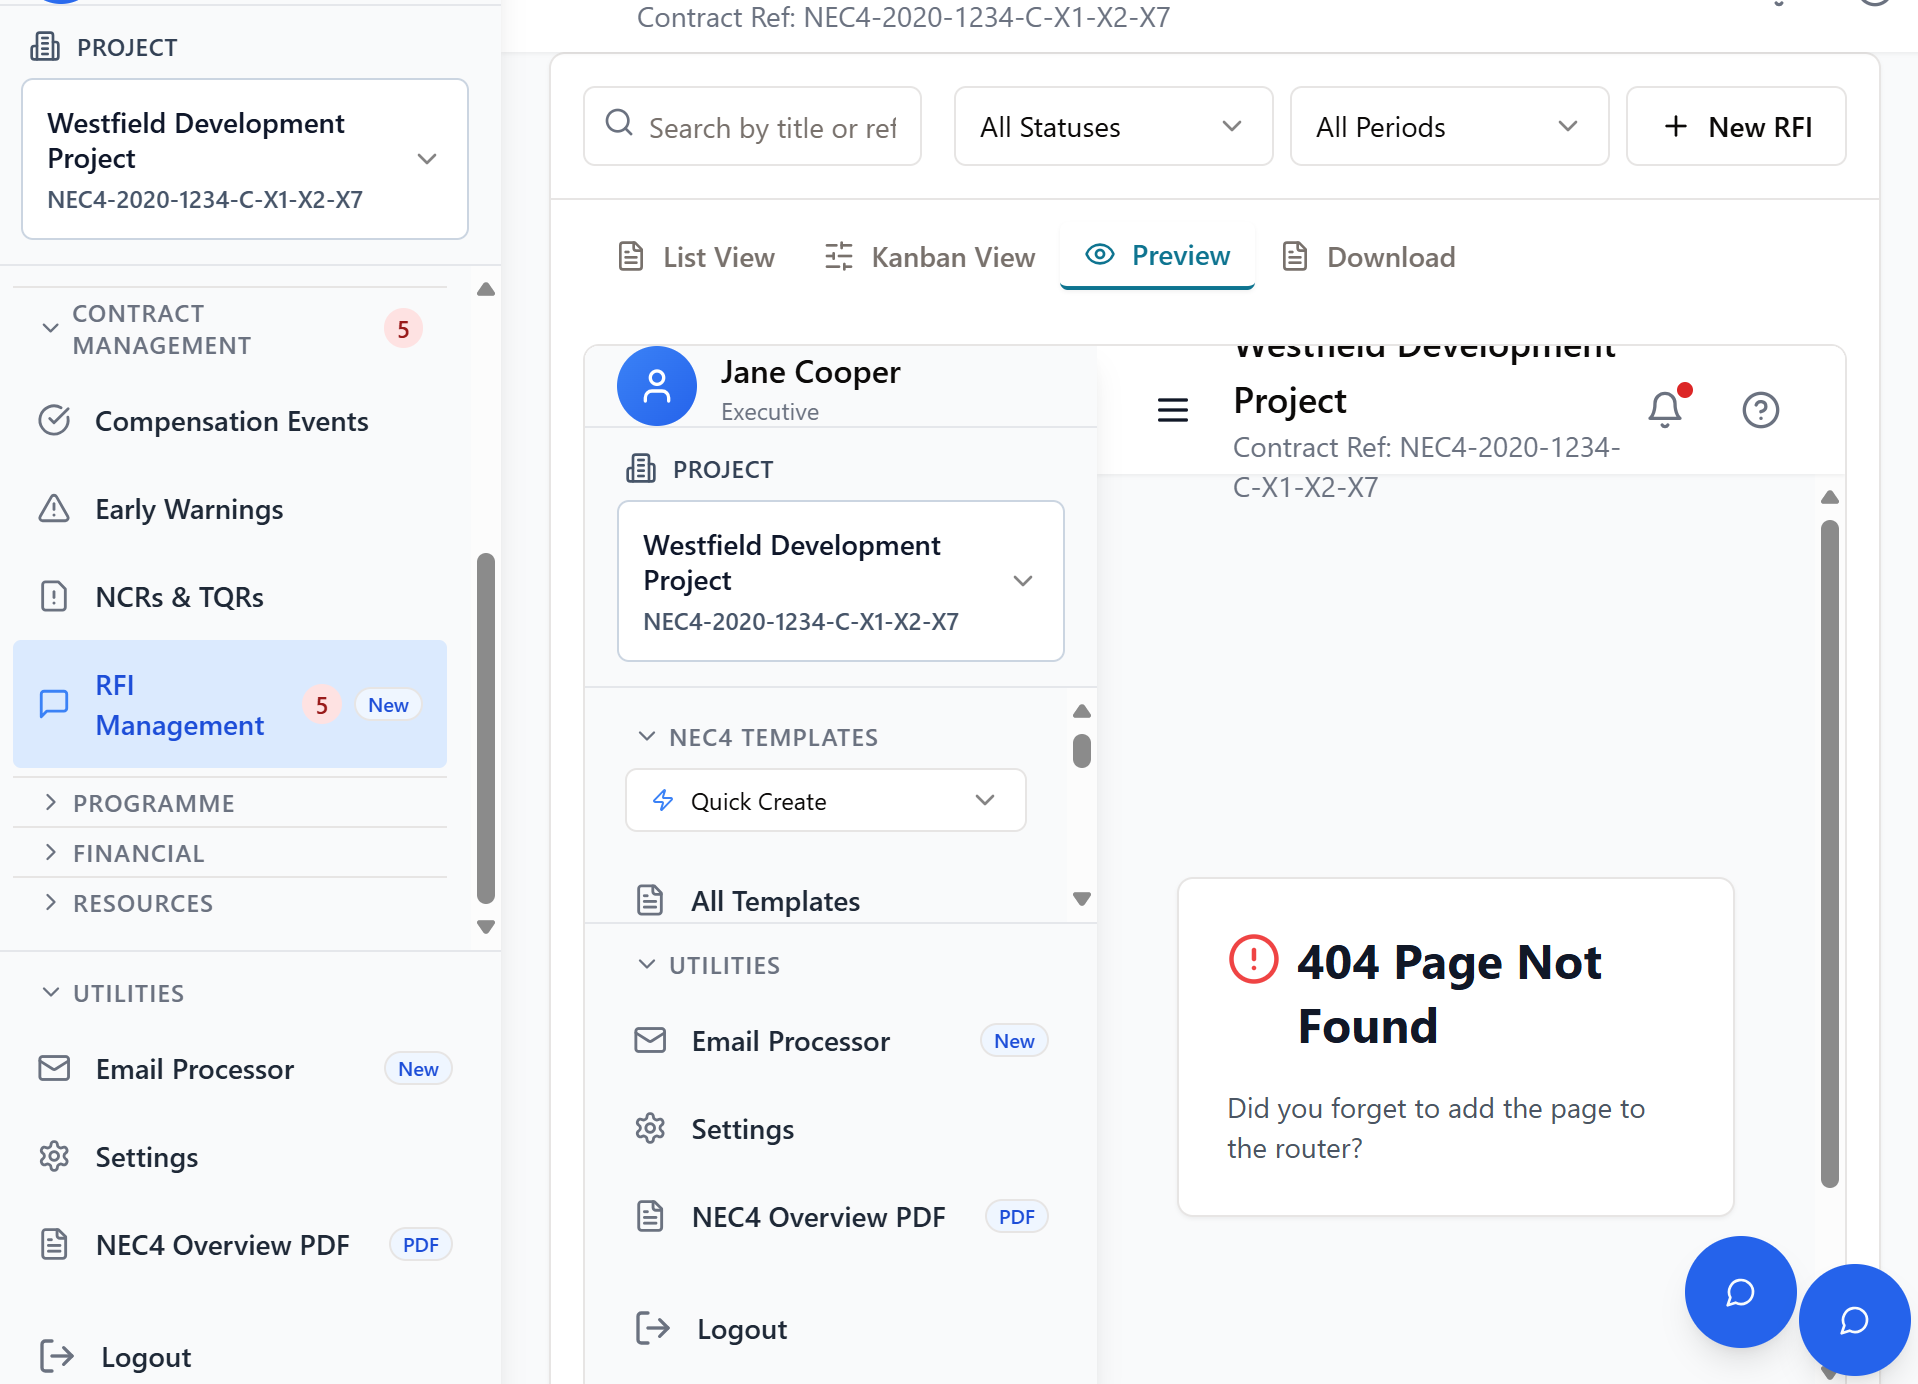 Contract Ref: NEC4-2020-1234-C-X1-X2-X7
PROJECT
Westfield Development
Project
NEC4-2020-1234-C-X1-X2-X7
CONTRACT
MANAGEMENT
5
Compensation Events
Early Warnings
NCRs & TQRs
RFI
Management
5
New
PROGRAMME
FINANCIAL
RESOURCES
UTILITIES
Email Processor
New
Settings
NEC4 Overview PDF
PDF
Logout
Search by title or ref
All Statuses
All Periods
New RFI
List View
Kanban View
Preview
Download
Jane Cooper
Executive
PROJECT
Westfield Development
Project
NEC4-2020-1234-C-X1-X2-X7
NEC4 TEMPLATES
Quick Create
All Templates
UTILITIES
Email Processor
New
Settings
NEC4 Overview PDF
PDF
Logout
Westfield Development
Project
Contract Ref: NEC4-2020-1234-
C-X1-X2-X7
404 Page Not
Found
Did you forget to add the page to
the router?